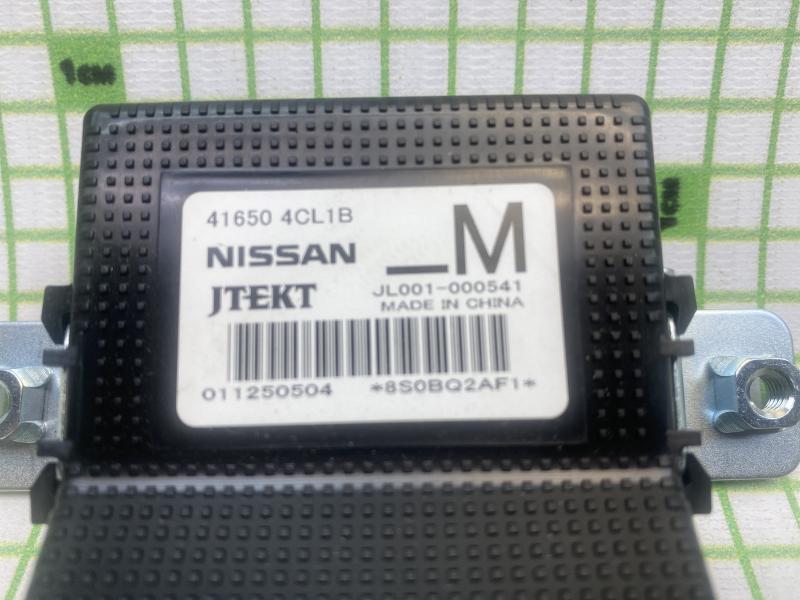 1CM
1CM
41650 4CL1B
_M
NISSAN
JTEKT JL001-000541
MADE IN CHINA
011250504 *8S0BQ2AF1*